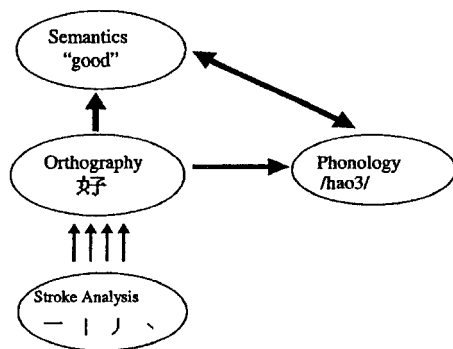 Semantics
“good”
Orthography
好
Phonology
/hao3/
Stroke Analysis
一 丨 丿 丶